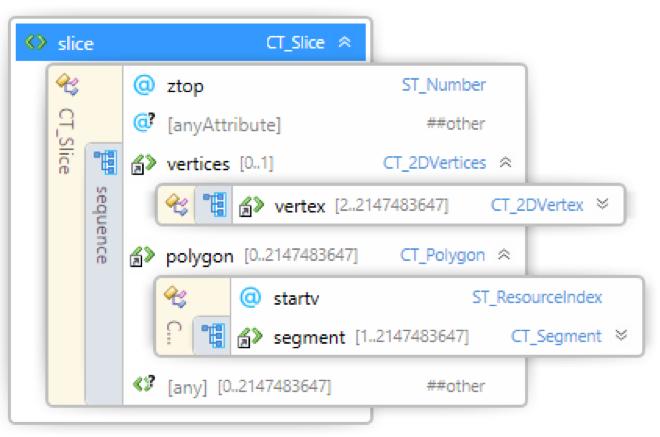 slice CT_Slice
CT_Slice
@ ztop ST_Number
@? [anyAttribute] ##other
sequence
vertices [0..1] CT_2DVertices
vertex [2..2147483647] CT_2DVertex
polygon [0..2147483647] CT_Polygon
C...
@ startv ST_ResourceIndex
segment [1..2147483647] CT_Segment
[any] [0..2147483647] ##other